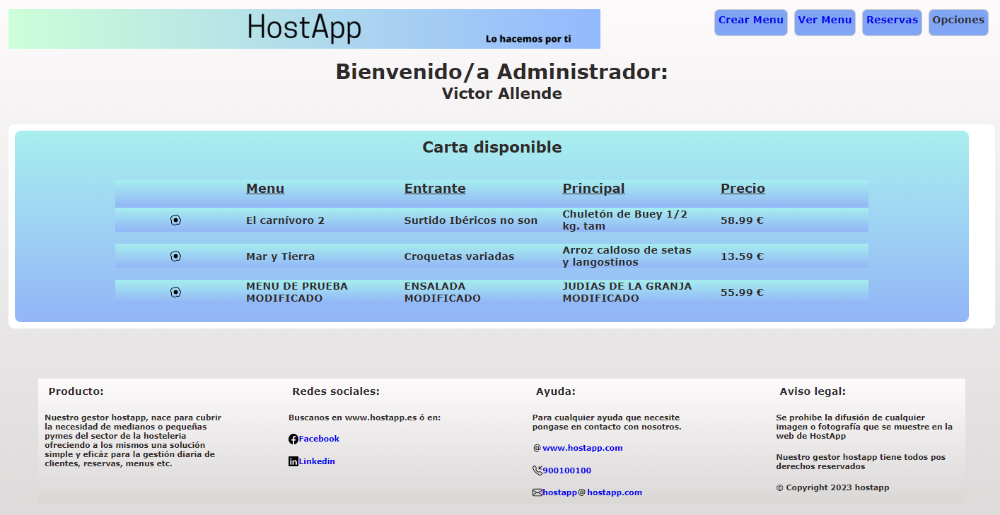 HostApp
Lo hacemos por ti
Crear Menu
Ver Menu
Reservas
Opciones
Bienvenido/a Administrador:
Victor Allende
Carta disponible
Menu Entrante Principal Precio
El carnívoro 2
Surtido Ibéricos no son
Chuletón de Buey 1/2
kg. tam
58.99 €
Mar y Tierra
Croquetas variadas
Arroz caldoso de setas
y langostinos
13.59 €
MENU DE PRUEBA
MODIFICADO
ENSALADA
MODIFICADO
JUDIAS DE LA GRANJA
MODIFICADO
55.99 €
Producto:
Nuestro gestor hostapp, nace para cubrir
la necesidad de medianos o pequeñas
pymes del sector de la hosteleria
ofreciendo a los mismos una solución
simple y eficáz para la gestión diaria de
clientes, reservas, menus etc.
Redes sociales:
Buscanos en www.hostapp.es ó en:
Facebook
Linkedin
Ayuda:
Para cualquier ayuda que necesite
pongase en contacto con nosotros.
@www.hostapp.com
900100100
hostapp@hostapp.com
Aviso legal:
Se prohibe la difusión de cualquier
imagen o fotografía que se muestre en la
web de HostApp
Nuestro gestor hostapp tiene todos pos
derechos reservados
© Copyright 2023 hostapp